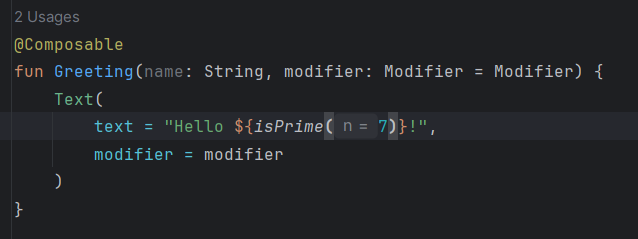 2 Usages
@Composable
fun Greeting(name: String, modifier: Modifier = Modifier) {
    Text(
        text = "Hello ${isPrime( n = 7)}!",
        modifier = modifier
    )
}